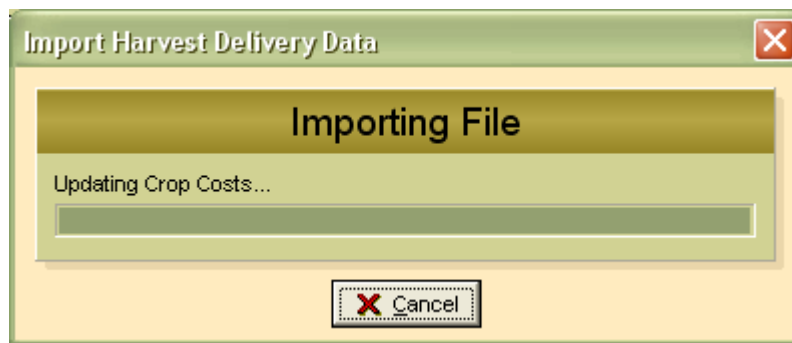 Import Harvest Delivery Data
Importing File
Updating Crop Costs...
Cancel